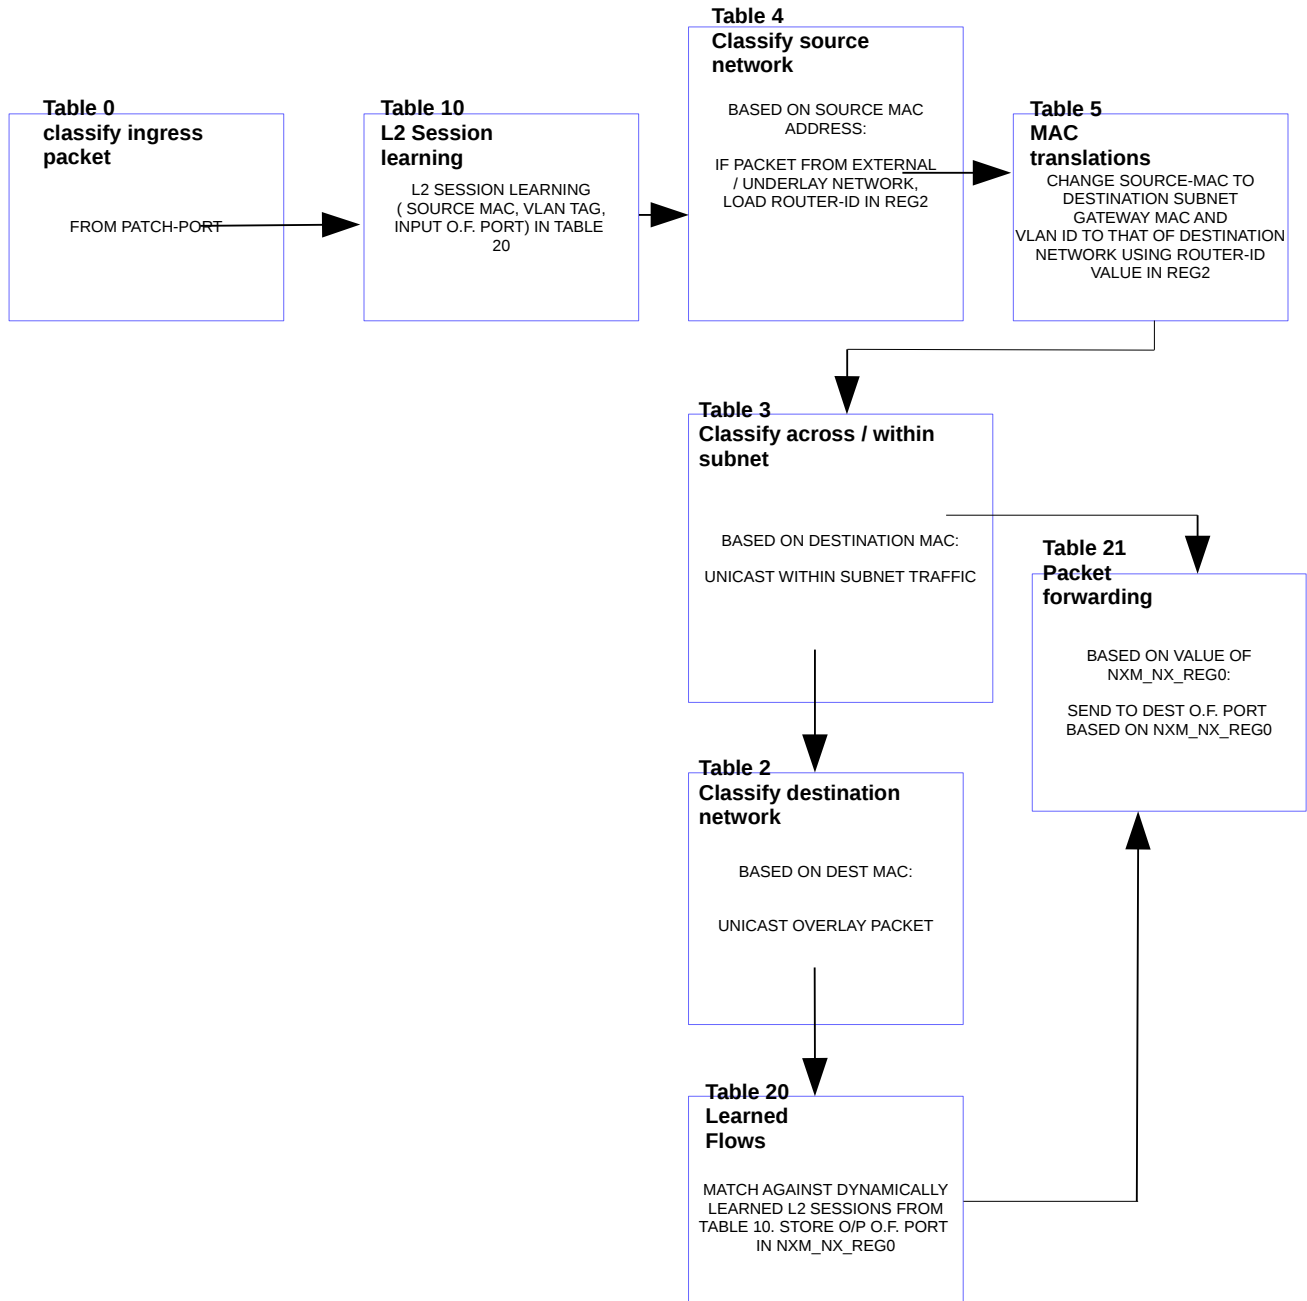 Table 0
classify ingress
packet
FROM PATCH-PORT
Table 10
L2 Session
learning
L2 SESSION LEARNING
( SOURCE MAC, VLAN TAG,
INPUT O.F. PORT) IN TABLE
20
Table 4
Classify source
network
BASED ON SOURCE MAC
ADDRESS:
IF PACKET FROM EXTERNAL
/ UNDERLAY NETWORK,
LOAD ROUTER-ID IN REG2
Table 5
MAC
translations
CHANGE SOURCE-MAC TO
DESTINATION SUBNET
GATEWAY MAC AND
VLAN ID TO THAT OF DESTINATION
NETWORK USING ROUTER-ID
VALUE IN REG2
Table 3
Classify across / within
subnet
BASED ON DESTINATION MAC:
UNICAST WITHIN SUBNET TRAFFIC
Table 21
Packet
forwarding
BASED ON VALUE OF
NXM_NX_REG0:
SEND TO DEST O.F. PORT
BASED ON NXM_NX_REG0
Table 2
Classify destination
network
BASED ON DEST MAC:
UNICAST OVERLAY PACKET
Table 20
Learned
Flows
MATCH AGAINST DYNAMICALLY
LEARNED L2 SESSIONS FROM
TABLE 10. STORE O/P O.F. PORT
IN NXM_NX_REG0